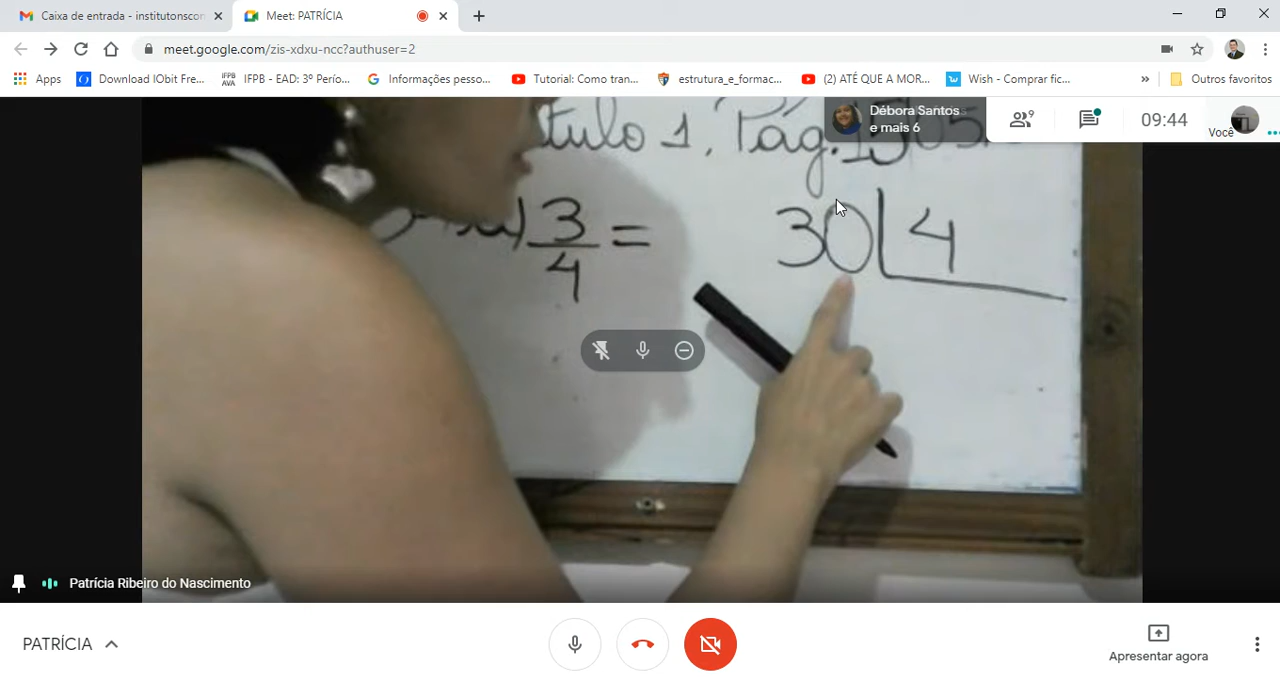 Caixa de entrada - institutonscon
Meet: PATRÍCIA
meet.google.com/zis-xdxu-ncc?authuser=2
Apps
Download IObit Fre...
IFPB AVA
IFPB - EAD: 3º Perío...
Informações pesso...
Tutorial: Como tran...
estrutura_e_formac...
(2) ATÉ QUE A MOR...
Wish - Comprar fic...
»
Outros favoritos
Débora Santos
e mais 6
9
09:44
Você
tulo 1, Pág.
3/4 =
30 4
Patrícia Ribeiro do Nascimento
PATRÍCIA
Apresentar agora